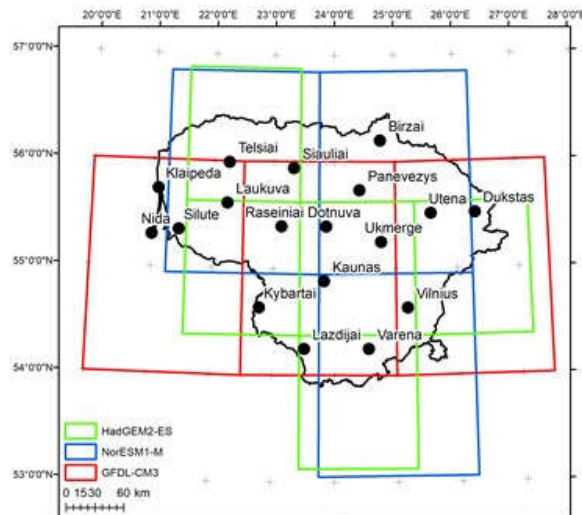 20°0'E 21°0'0"E 22°0'0"E 23°0'0"E 24°0'0"E 25°0'0"E 26°0'0"E 27°0'0"E 28°0'E
57°0'0"N
56°0'0"N
55°0'0"N
54°0'0"N
53°0'0"N
Birzai
Telsiai
Siauliai
Klaipeda
Panevezys
Laukuva
Utena
Dukstas
Nida
Silute
Raseiniai
Dotnuva
Ukmerge
Kaunas
Kybartai
Vilnius
Lazdijai
Varena
HadGEM2-ES
NorESM1-M
GFDL-CM3
0 1530 60 km